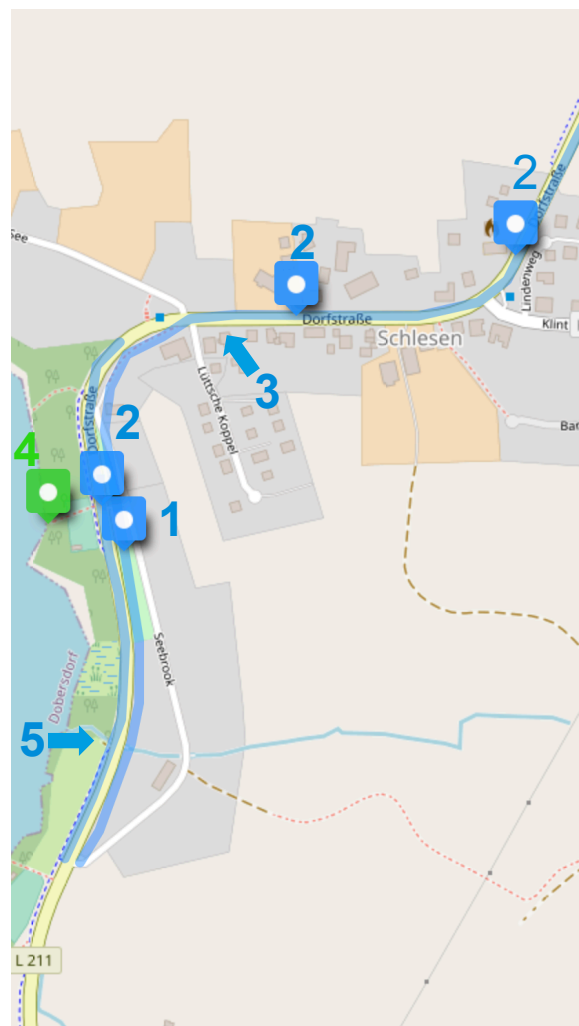 2
Dorfstraße
See
2
Lindenweg
Dorfstraße
Klint
Schlesen
3
Lüttsche Koppel
Dorfstraße
2
Bar
4
1
Seebrook
Dobersdorf
5
L 211